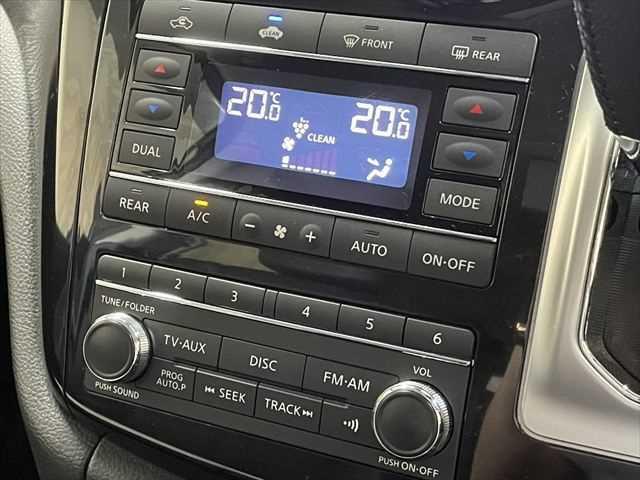 CLEAN
FRONT
REAR
20.0°C
20.0°C
CLEAN
DUAL
MODE
REAR
A/C
− +
AUTO
ON·OFF
1 2 3 4 5 6
TUNE/FOLDER
TV·AUX
DISC
FM·AM
VOL
PUSH SOUND
PROG
AUTO.P
SEEK
TRACK
PUSH ON·OFF